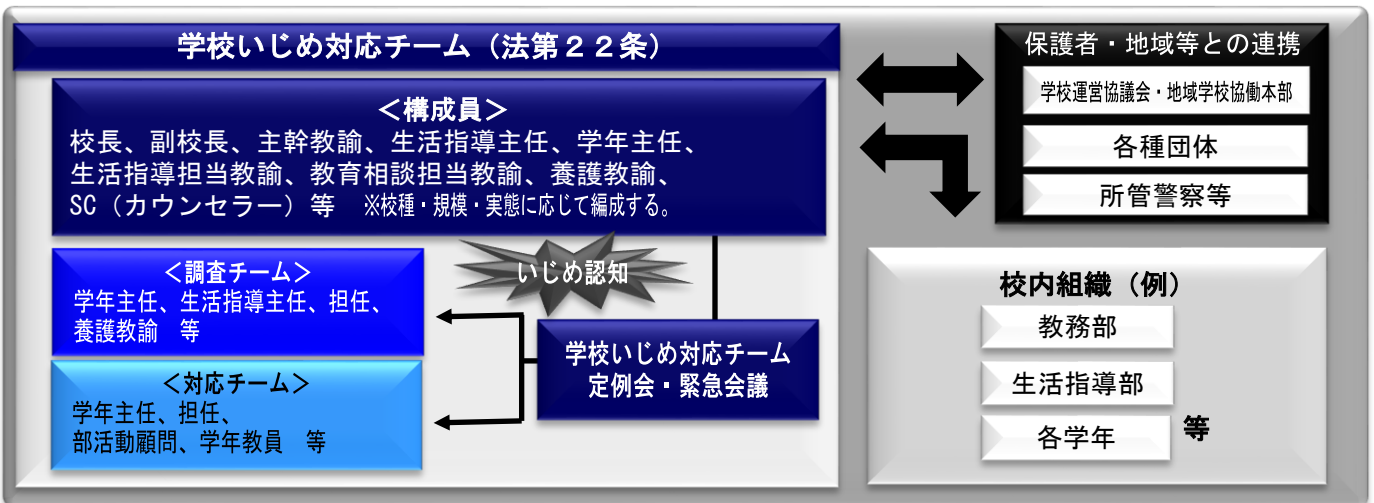 学校いじめ対応チーム（法第２２条）
＜構成員＞
校長、副校長、主幹教諭、生活指導主任、学年主任、
生活指導担当教諭、教育相談担当教諭、養護教諭、
SC（カウンセラー）等　※校種・規模・実態に応じて編成する。
いじめ認知
＜調査チーム＞
学年主任、生活指導主任、担任、
養護教諭　等
学校いじめ対応チーム
定例会・緊急会議
＜対応チーム＞
学年主任、担任、
部活動顧問、学年教員　等
保護者・地域等との連携
学校運営協議会・地域学校協働本部
各種団体
所管警察等
校内組織（例）
教務部
生活指導部
各学年
等